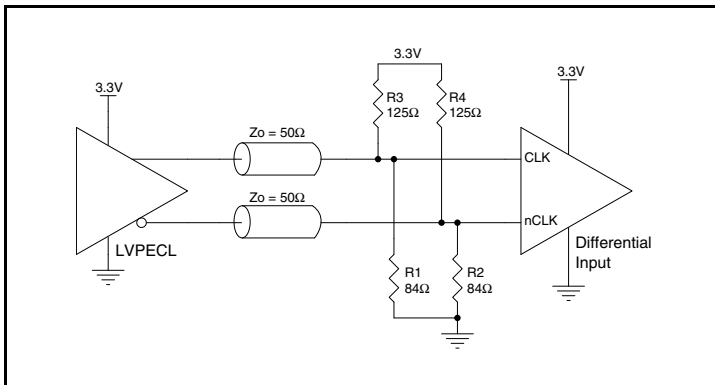 3.3V
3.3V
3.3V
R3
125Ω
R4
125Ω
Zo = 50Ω
CLK
Zo = 50Ω
nCLK
LVPECL
Differential
Input
R1
84Ω
R2
84Ω